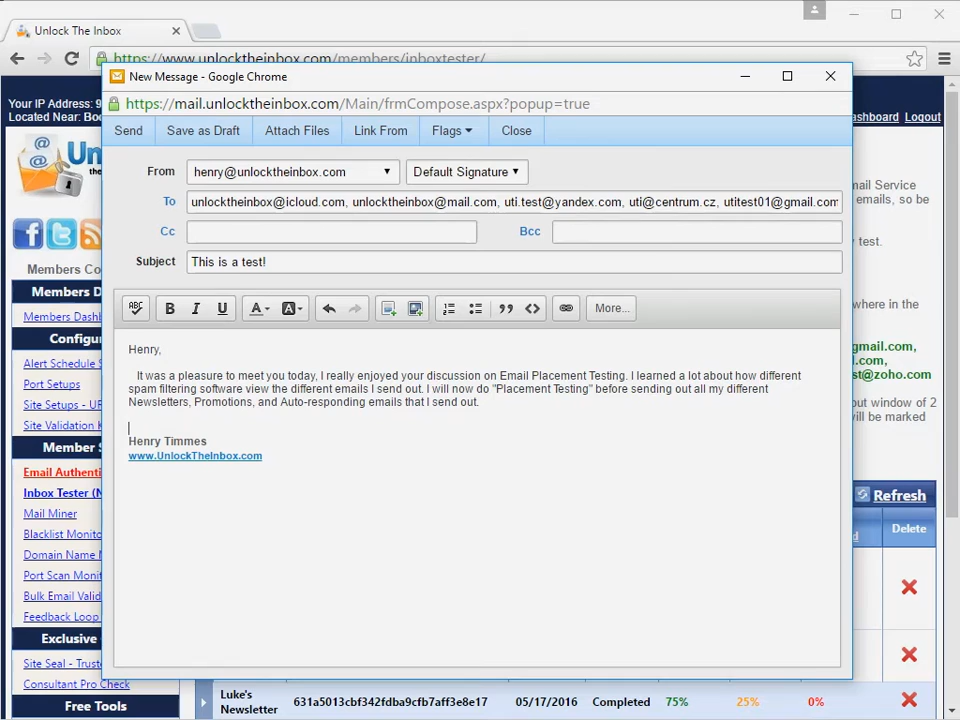 Unlock The Inbox
https://www.unlocktheinbox.com/members/inboxtester/
New Message - Google Chrome
https://mail.unlocktheinbox.com/Main/frmCompose.aspx?popup=true
Your IP Address: 9
Located Near: Bo
ashboard Logout
Send Save as Draft Attach Files Link From Flags Close
From henry@unlocktheinbox.com Default Signature
To unlocktheinbox@icloud.com, unlocktheinbox@mail.com, uti.test@yandex.com, uti@centrum.cz, utitest01@gmail.com
Cc Bcc
Subject This is a test!
ABC B I U A A More...
Henry,
It was a pleasure to meet you today, I really enjoyed your discussion on Email Placement Testing. I learned a lot about how different
spam filtering software view the different emails I send out. I will now do "Placement Testing" before sending out all my different
Newsletters, Promotions, and Auto-responding emails that I send out.
Henry Timmes
www.UnlockTheInbox.com
Un
the
Members Co
Members D
Members Dashb
Configu
Alert Schedule S
Port Setups
Site Setups - UR
Site Validation K
Member S
Email Authenti
Inbox Tester (N
Mail Miner
Blacklist Monito
Domain Name M
Port Scan Monit
Bulk Email Valid
Feedback Loop
Exclusive
Site Seal - Trust
Consultant Pro Check
Free Tools
mail Service
emails, so be
test.
where in the
gmail.com,
l.com,
st@zoho.com
out window of 2
will be marked
Refresh
d Delete
Luke's
Newsletter 631a5013cbf342fdba9cfb7aff3e8e17 05/17/2016 Completed 75% 25% 0%